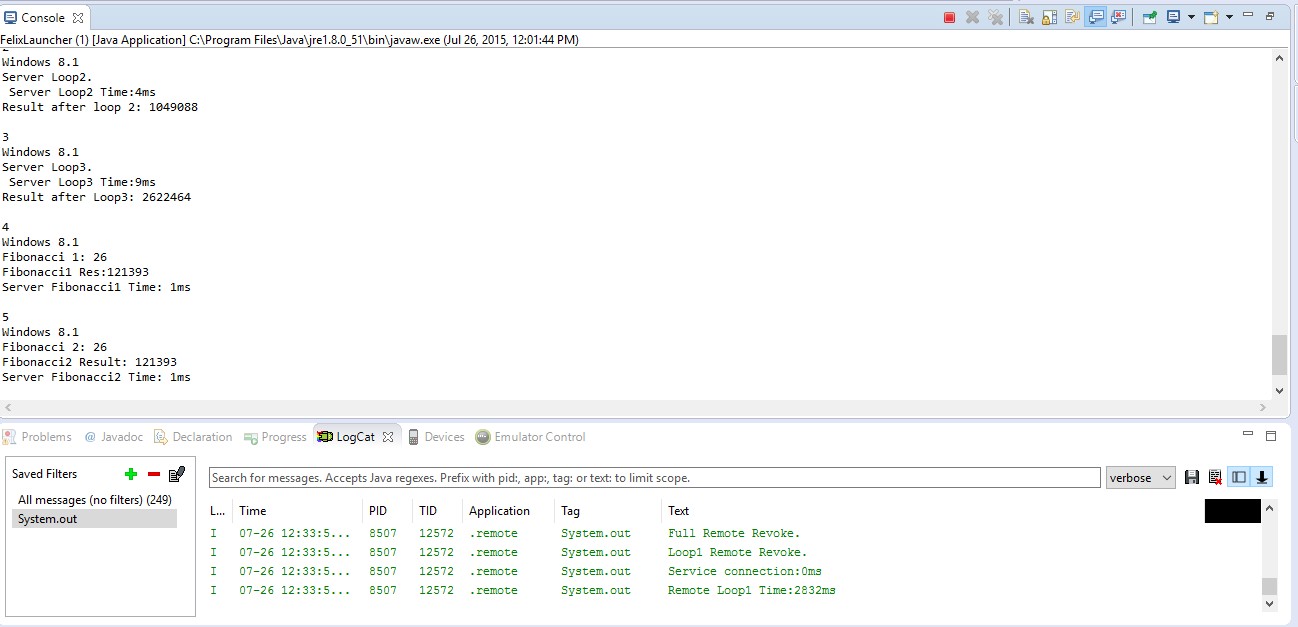 Console
FelixLauncher (1) [Java Application] C:\Program Files\Java\jre1.8.0_51\bin\javaw.exe (Jul 26, 2015, 12:01:44 PM)
Windows 8.1
Server Loop2.
Server Loop2 Time:4ms
Result after loop 2: 1049088
3
Windows 8.1
Server Loop3.
Server Loop3 Time:9ms
Result after Loop3: 2622464
4
Windows 8.1
Fibonacci 1: 26
Fibonacci1 Res:121393
Server Fibonacci1 Time: 1ms
5
Windows 8.1
Fibonacci 2: 26
Fibonacci2 Result: 121393
Server Fibonacci2 Time: 1ms
Problems @ Javadoc Declaration Progress LogCat Devices Emulator Control
Saved Filters
All messages (no filters) (249)
System.out
Search for messages. Accepts Java regexes. Prefix with pid:, app:, tag: or text: to limit scope. verbose
L... Time PID TID Application Tag Text
I 07-26 12:33:5... 8507 12572 .remote System.out Full Remote Revoke.
I 07-26 12:33:5... 8507 12572 .remote System.out Loop1 Remote Revoke.
I 07-26 12:33:5... 8507 12572 .remote System.out Service connection:0ms
I 07-26 12:33:5... 8507 12572 .remote System.out Remote Loop1 Time:2832ms